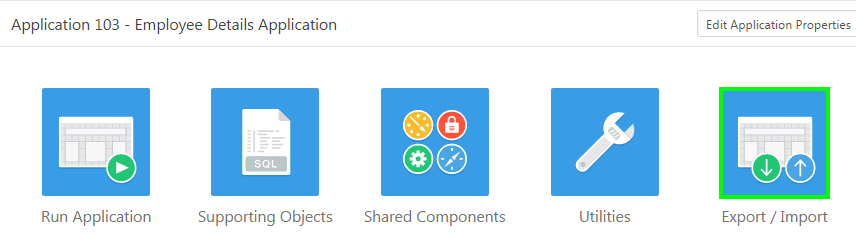 Application 103 - Employee Details Application
Edit Application Properties
SQL
Run Application
Supporting Objects
Shared Components
Utilities
Export / Import